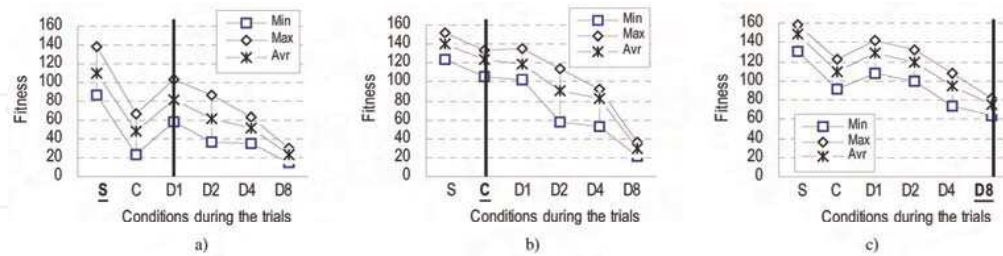 160
140
120
100
80
60
40
20
0
Fitness
Min
Max
Avr
S C D1 D2 D4 D8
Conditions during the trials
a)
160
140
120
100
80
60
40
20
0
Fitness
Min
Max
Avr
S C D1 D2 D4 D8
Conditions during the trials
b)
160
140
120
100
80
60
40
20
0
Fitness
Min
Max
Avr
S C D1 D2 D4 D8
Conditions during the trials
c)